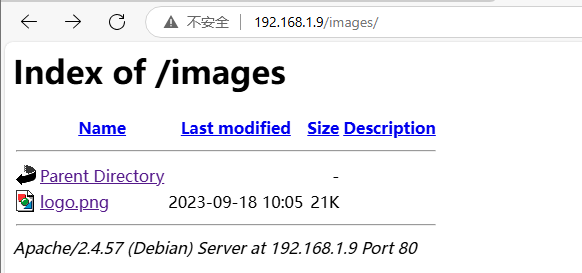 不安全 192.168.1.9/images/
Index of /images
Name Last modified Size Description
Parent Directory -
logo.png 2023-09-18 10:05 21K
Apache/2.4.57 (Debian) Server at 192.168.1.9 Port 80